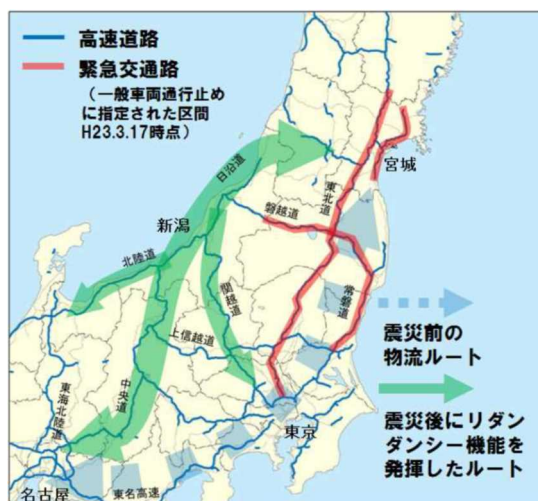 高速道路
緊急交通路
（一般車両通行止め
に指定された区間
H23.3.17時点）
日沿道
宮城
東北道
磐越道
新潟
北陸道
関越道
常磐道
上信越道
震災前の
物流ルート
中央道
東海北陸道
東京
震災後にリダン
ダンシー機能を
発揮したルート
名古屋
東名高速